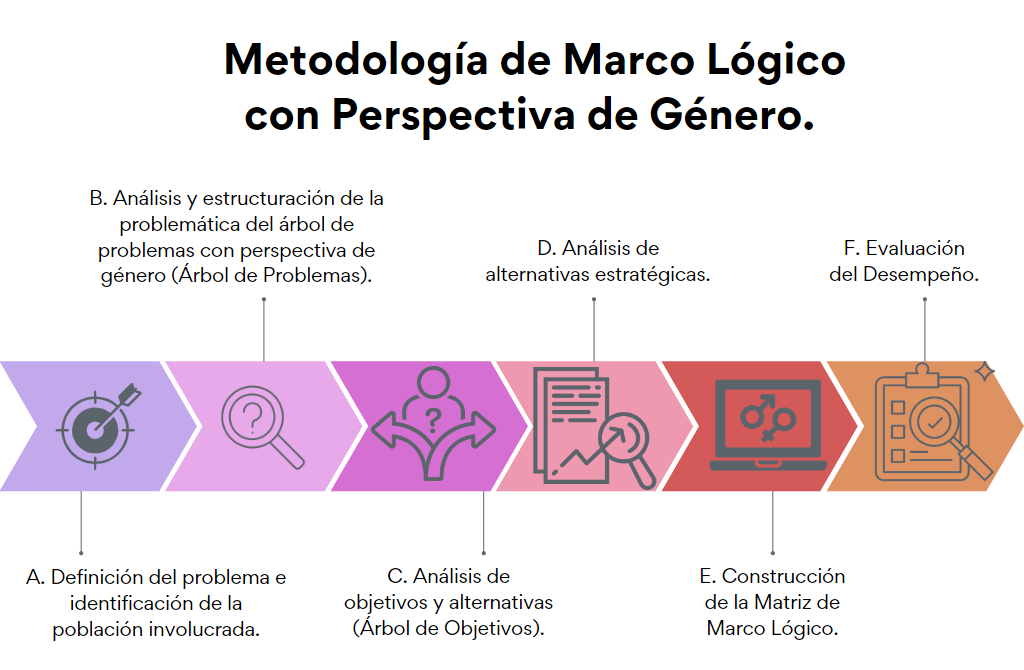 Metodología de Marco Lógico
con Perspectiva de Género.
B. Análisis y estructuración de la
problemática del árbol de
problemas con perspectiva de
género (Árbol de Problemas).
D. Análisis de
alternativas estratégicas.
F. Evaluación
del Desempeño.
?
?
A. Definición del problema e
identificación de la
población involucrada.
C. Análisis de
objetivos y alternativas
(Árbol de Objetivos).
E. Construcción
de la Matriz de
Marco Lógico.